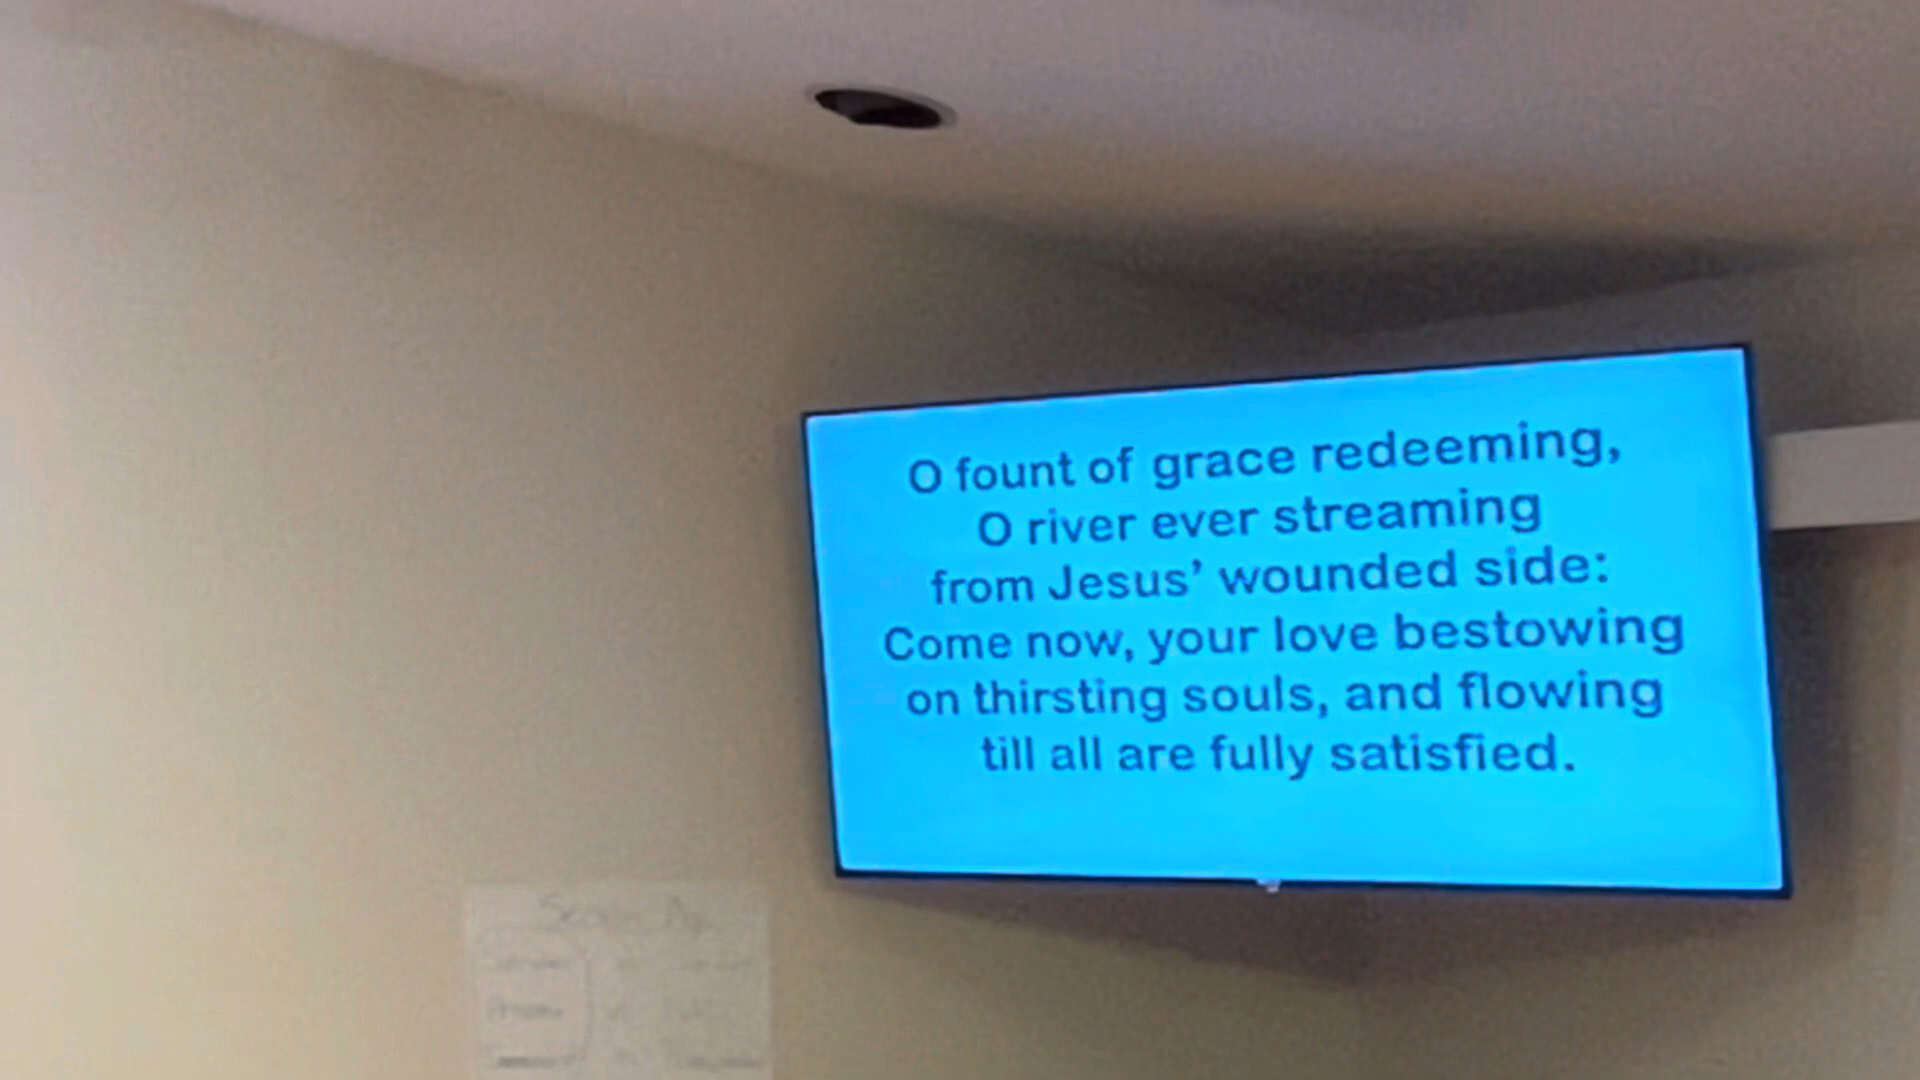 O fount of grace redeeming,
O river ever streaming
from Jesus’ wounded side:
Come now, your love bestowing
on thirsting souls, and flowing
till all are fully satisfied.